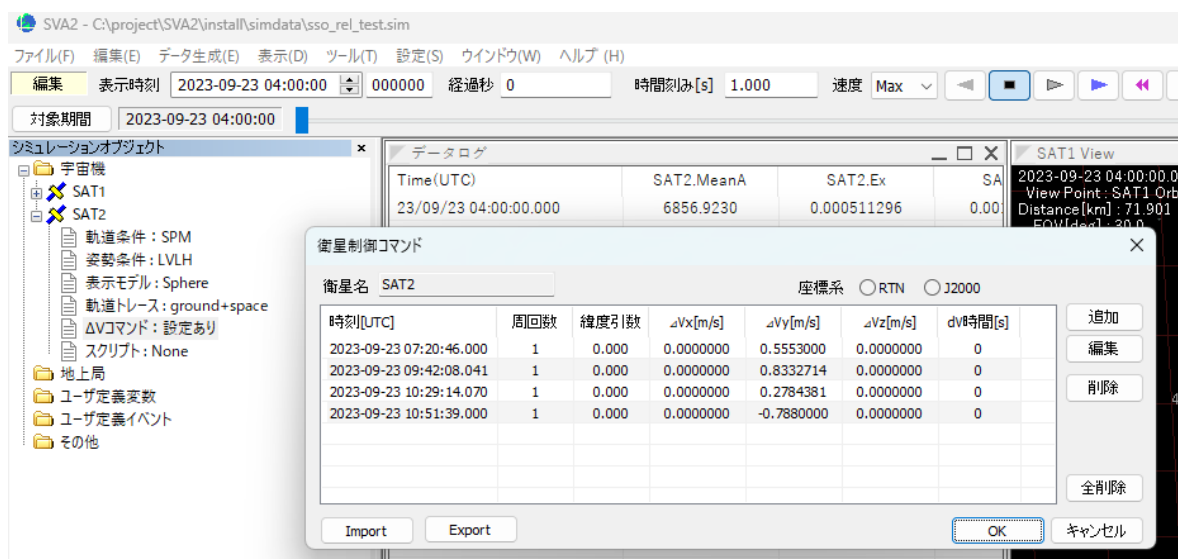 SVA2 - C:\project\SVA2\install\simdata\sso_rel_test.sim
ファイル(F) 編集(E) データ生成(E) 表示(D) ツール(T) 設定(S) ウインドウ(W) ヘルプ (H)
編集 表示時刻 2023-09-23 04:00:00 000000 経過秒 0 時間刻み[s] 1.000 速度 Max
対象期間 2023-09-23 04:00:00
シミュレーションオブジェクト
宇宙機
SAT1
SAT2
軌道条件：SPM
姿勢条件：LVLH
表示モデル：Sphere
軌道トレース：ground+space
ΔVコマンド：設定あり
スクリプト：None
地上局
ユーザ定義変数
ユーザ定義イベント
その他
データログ
Time(UTC) SAT2.MeanA SAT2.Ex SA
23/09/23 04:00:00.000 6856.9230 0.000511296 0.00
SAT1 View
2023-09-23 04:00:00.0
View Point : SAT1 Orb
Distance[km] : 71.901
FOV[deg] : 30.0
衛星制御コマンド
衛星名 SAT2 座標系 RTN J2000
時刻[UTC] 周回数 緯度引数 ⊿Vx[m/s] ⊿Vy[m/s] ⊿Vz[m/s] dV時間[s]
2023-09-23 07:20:46.000 1 0.000 0.0000000 0.5553000 0.0000000 0
2023-09-23 09:42:08.041 1 0.000 0.0000000 0.8332714 0.0000000 0
2023-09-23 10:29:14.070 1 0.000 0.0000000 0.2784381 0.0000000 0
2023-09-23 10:51:39.000 1 0.000 0.0000000 -0.7880000 0.0000000 0
追加
編集
削除
全削除
Import Export OK キャンセル